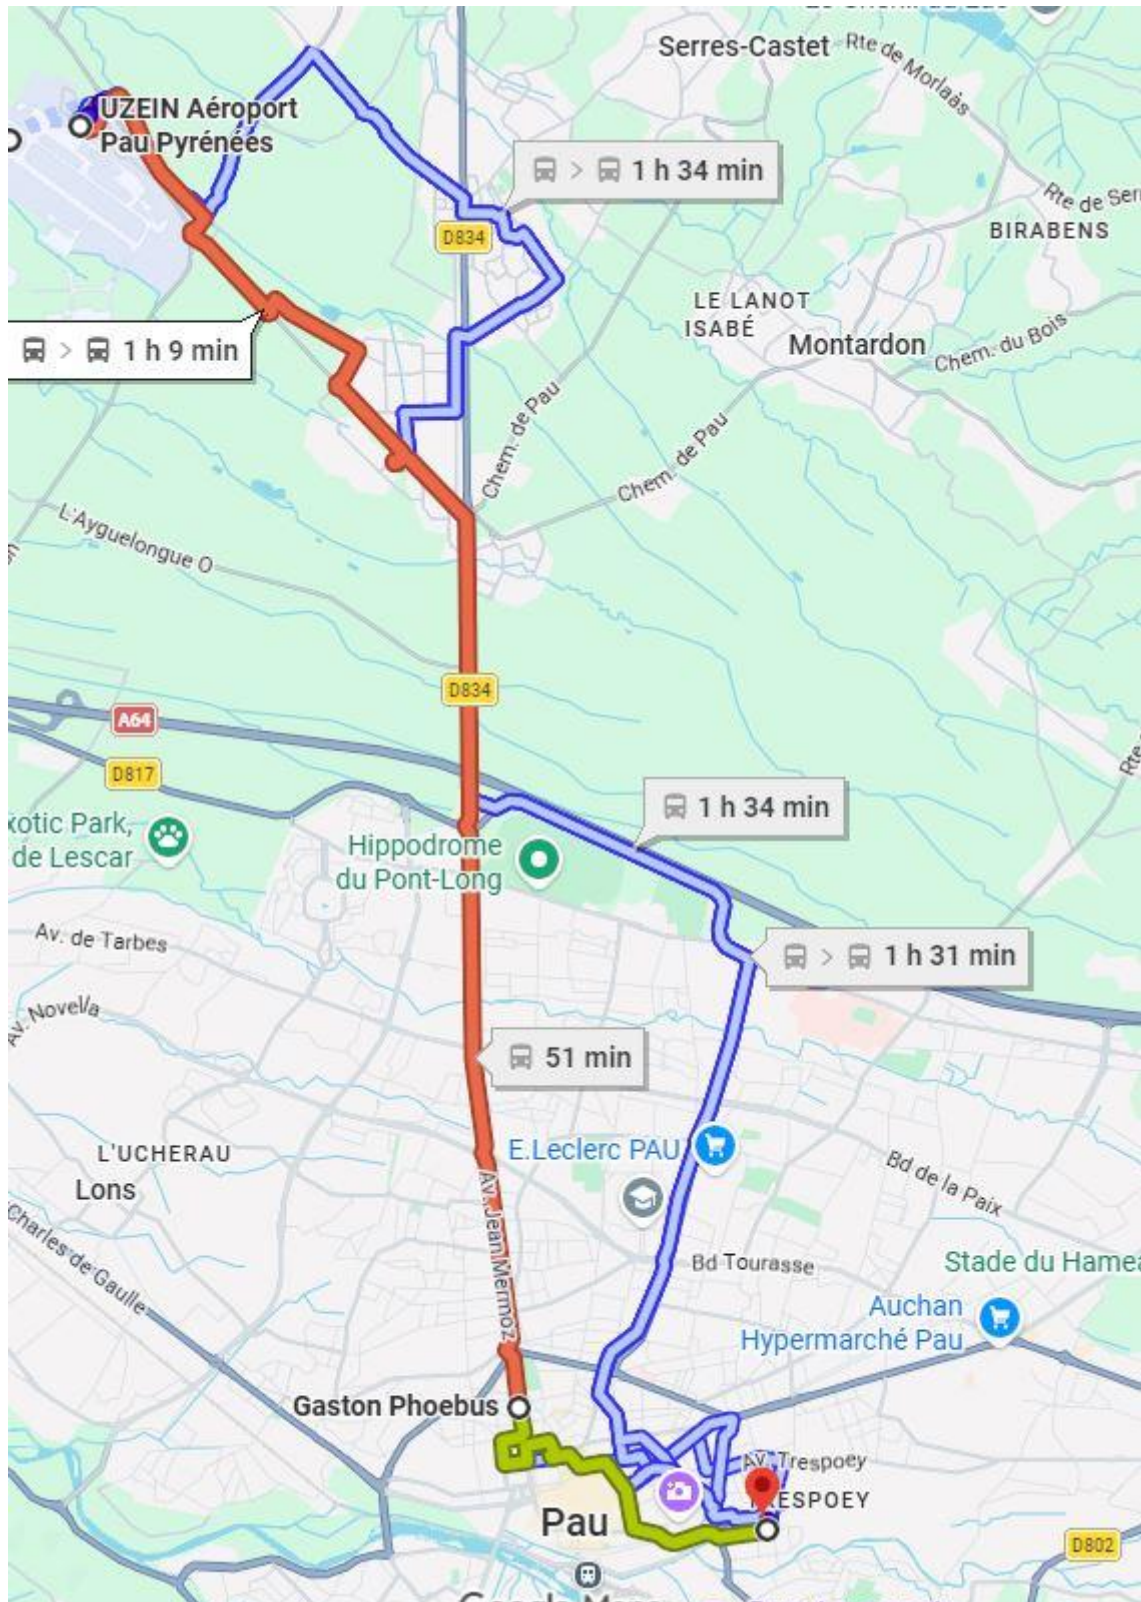 Serres-Castet
Rte de Morlaàs
UZEIN Aéroport
Pau Pyrénées
1 h 34 min
Rte de Serr
BIRABENS
D834
LE LANOT
ISABÉ
1 h 9 min
Montardon
Chem. du Bois
Chem. de Pau
Chem. de Pau
L'Ayguelongue O
D834
A64
D817
Rte
1 h 34 min
xotic Park,
de Lescar
Hippodrome
du Pont-Long
Av. de Tarbes
1 h 31 min
Av. Novella
51 min
L'UCHERAU
Lons
E.Leclerc PAU
Bd de la Paix
Av. Jean Mermoz
Charles de Gaulle
Bd Tourasse
Stade du Hamea
Auchan
Hypermarché Pau
Gaston Phoebus
Av. Trespoey
TRESPOEY
Pau
D802